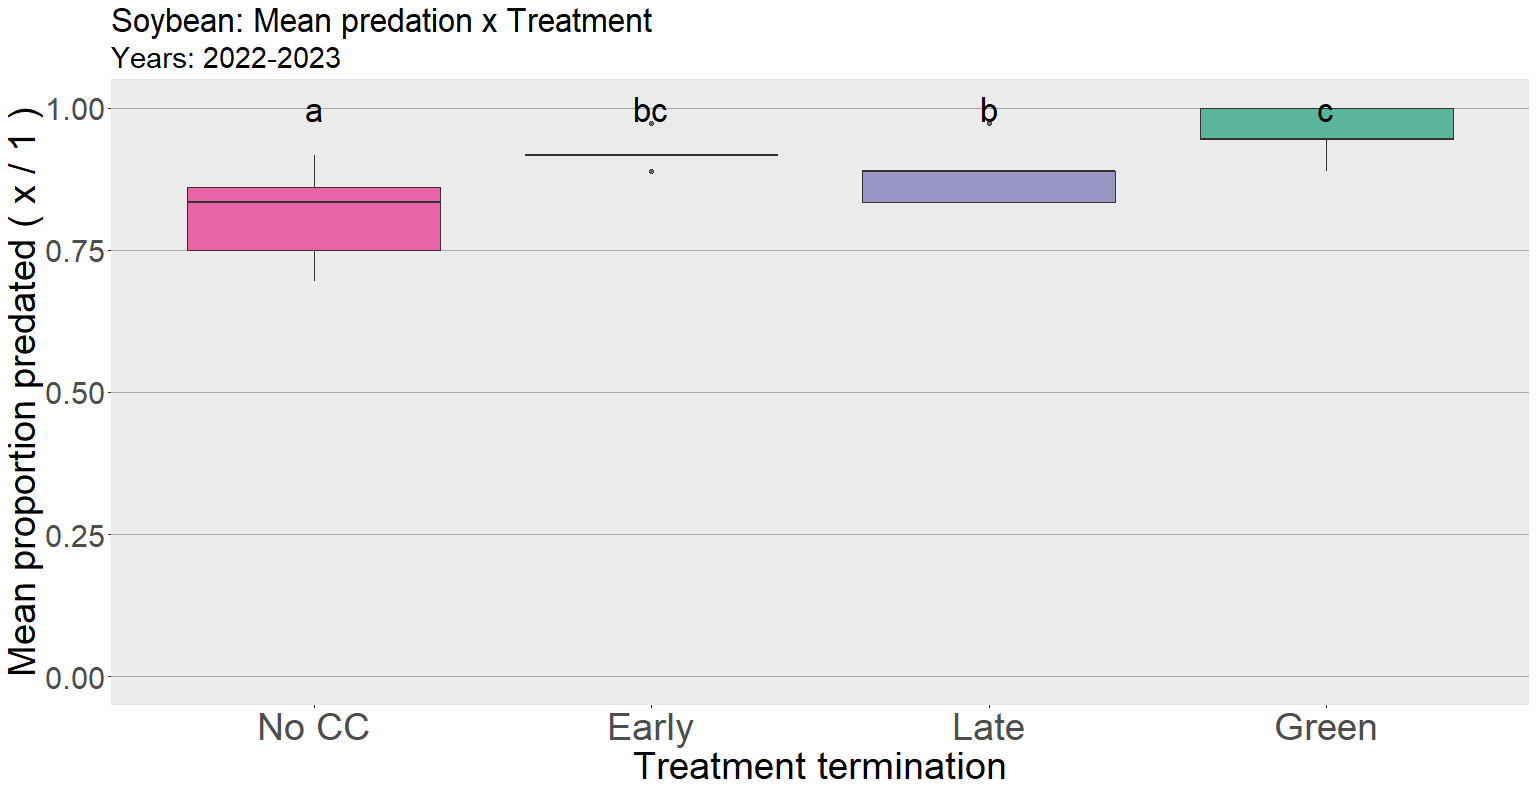 Soybean: Mean predation x Treatment
Years: 2022-2023
Mean proportion predated ( x / 1 )
1.00
0.75
0.50
0.25
0.00
a
bc
b
c
No CC
Early
Late
Green
Treatment termination